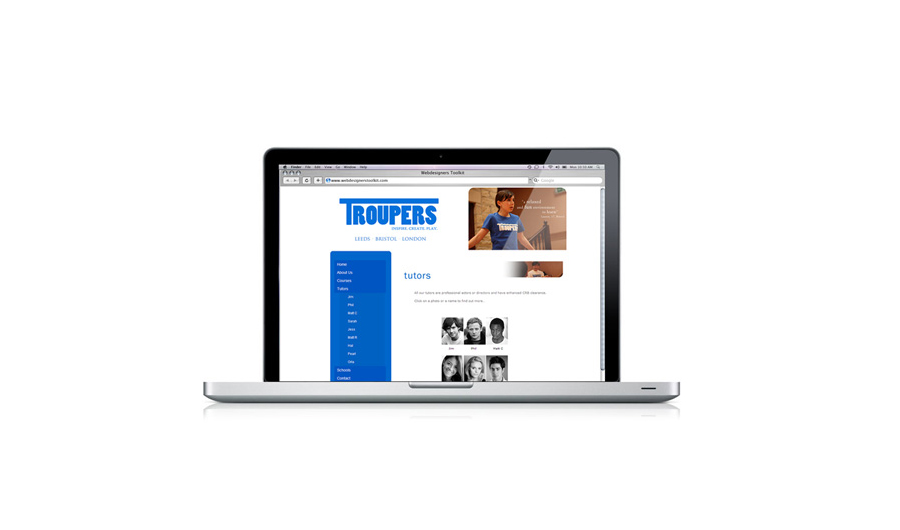 Finder File Edit View Go Window Help
Webdesigners Toolkit
www.webdesignerstoolkit.com
Google
TROUPERS
INSPIRE. CREATE. PLAY.
LEEDS · BRISTOL · LONDON
Home
About Us
Courses
Tutors
Jim
Phil
Matt C
Sarah
Jess
Matt R
Hal
Pearl
Schools
Contact
tutors
All our tutors are professional actors or directors and have enhanced CRB clearance.
Click on a photo or a name to find out more...
Jim Phil Matt C